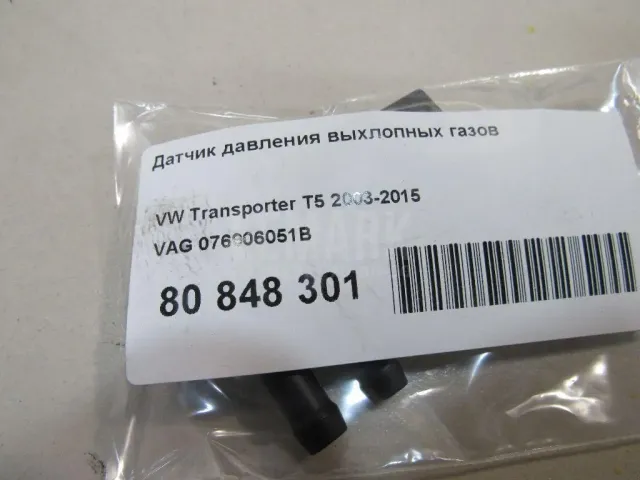 Датчик давления выхлопных газов
VW Transporter T5 2003-2015
VAG 076906051B
80 848 301